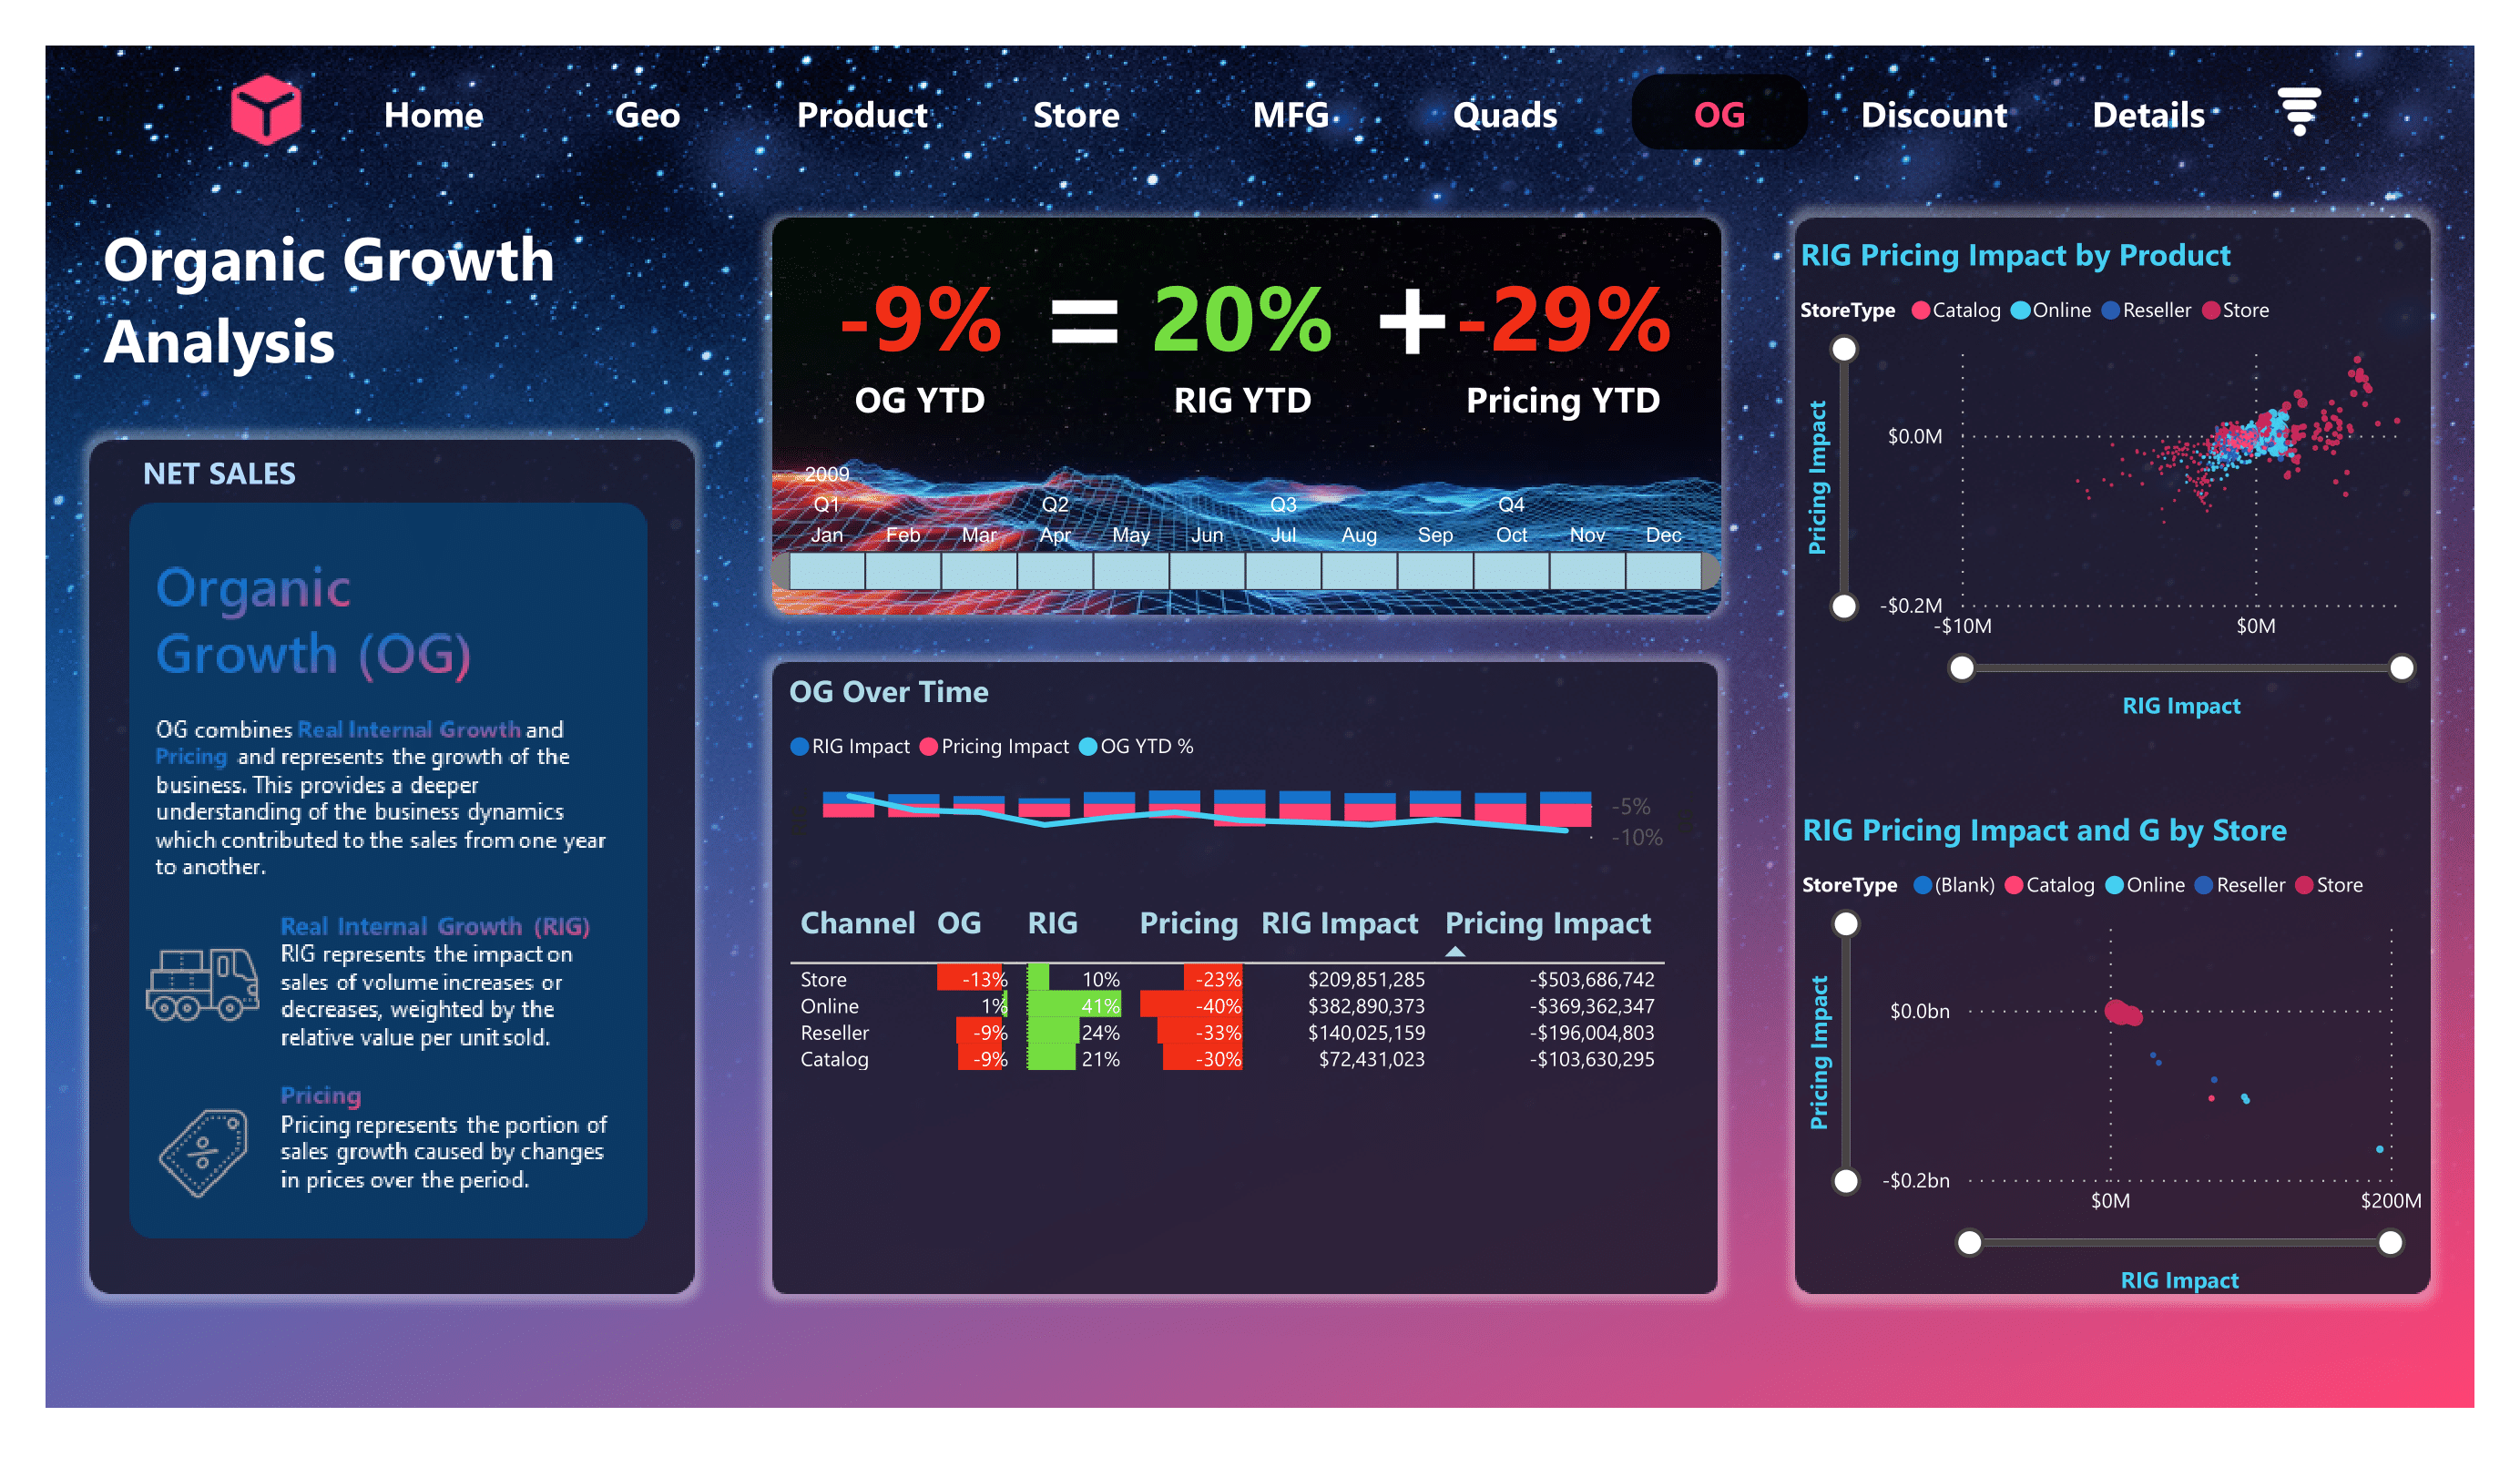 Home Geo Product Store MFG Quads OG Discount Details
Organic Growth
Analysis
NET SALES
Organic
Growth (OG)
OG combines Real Internal Growth and
Pricing and represents the growth of the
business. This provides a deeper
understanding of the business dynamics
which contributed to the sales from one year
to another.
Real Internal Growth (RIG)
RIG represents the impact on
sales of volume increases or
decreases, weighted by the
relative value per unit sold.
Pricing
Pricing represents the portion of
sales growth caused by changes
in prices over the period.
-9% = 20% + -29%
OG YTD RIG YTD Pricing YTD
2009
Q1 Q2 Q3 Q4
Jan Feb Mar Apr May Jun Jul Aug Sep Oct Nov Dec
OG Over Time
RIG Impact Pricing Impact OG YTD %
-5%
-10%
Channel OG RIG Pricing RIG Impact Pricing Impact
Store -13% 10% -23% $209,851,285 -$503,686,742
Online 1% 41% -40% $382,890,373 -$369,362,347
Reseller -9% 24% -33% $140,025,159 -$196,004,803
Catalog -9% 21% -30% $72,431,023 -$103,630,295
RIG Pricing Impact by Product
StoreType Catalog Online Reseller Store
Pricing Impact
$0.0M
-$0.2M
-$10M $0M
RIG Impact
RIG Pricing Impact and G by Store
StoreType (Blank) Catalog Online Reseller Store
Pricing Impact
$0.0bn
-$0.2bn
$0M $200M
RIG Impact